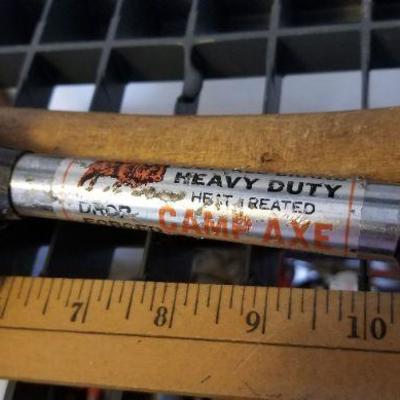 HEAVY DUTY
HEAT TREATED
DROP-
CAMP AXE
7 8 9 10